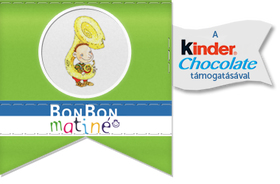 A
Kinder
Chocolate
támogatásával
BONBON
matiné